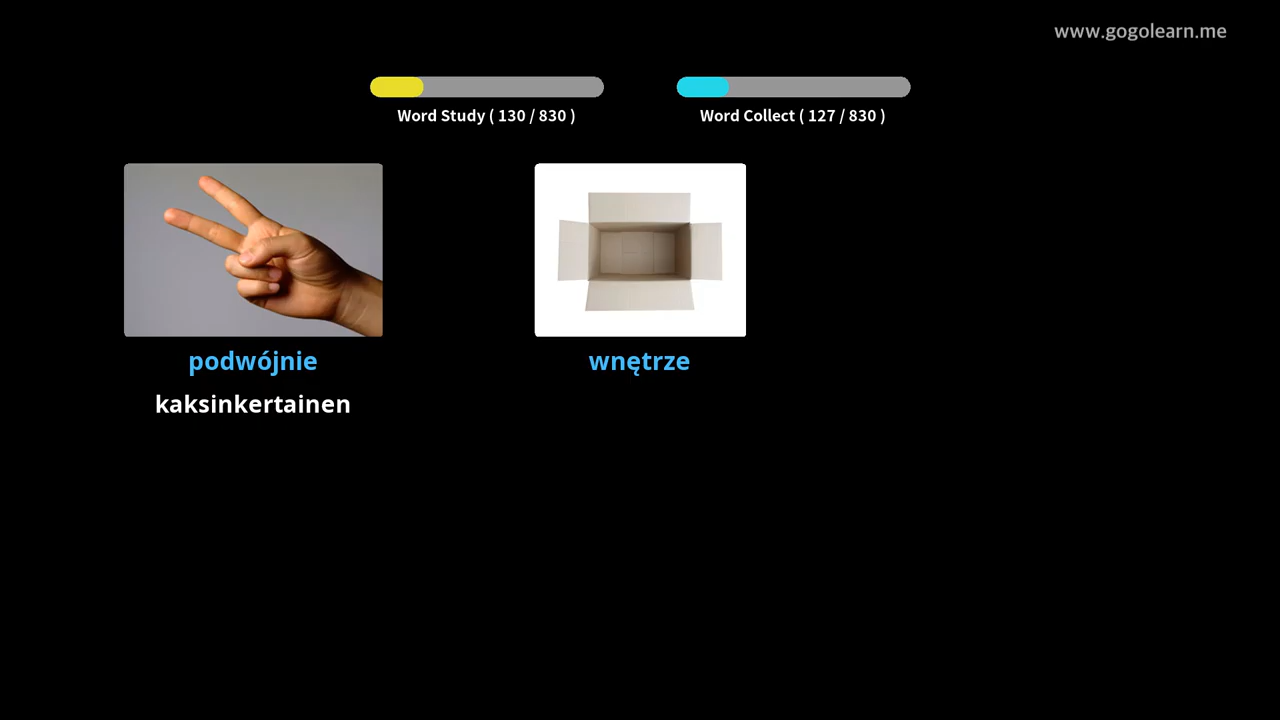 www.gogolearn.me
Word Study ( 130 / 830 )
Word Collect ( 127 / 830 )
podwójnie
kaksinkertainen
wnętrze